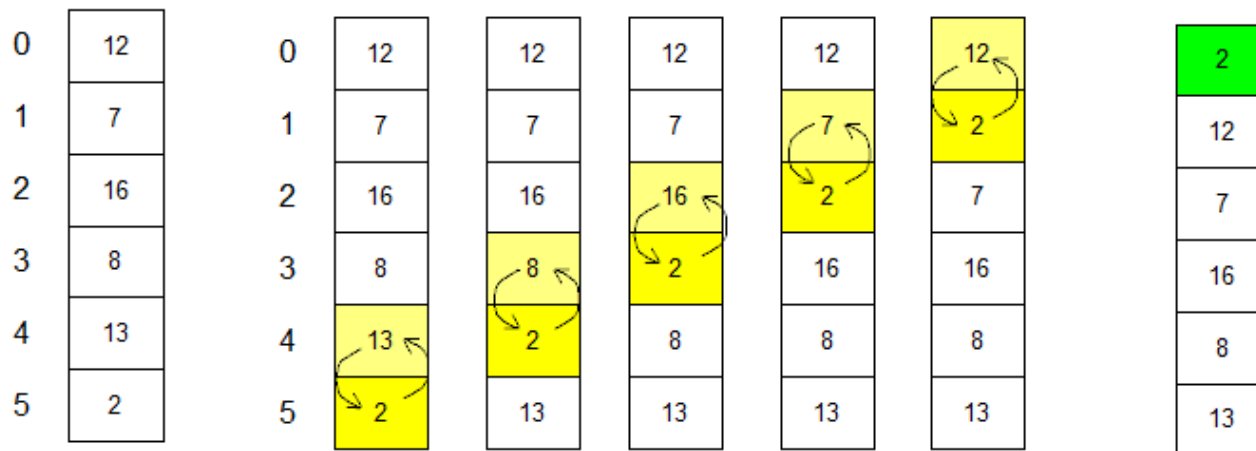 0 12
1 7
2 16
3 8
4 13
5 2
0 12 12 12 12 12 2
1 7 7 7 7 2 12
2 16 16 16 2 7 7
3 8 8 2 16 16 16
4 13 2 8 8 8 8
5 2 13 13 13 13 13